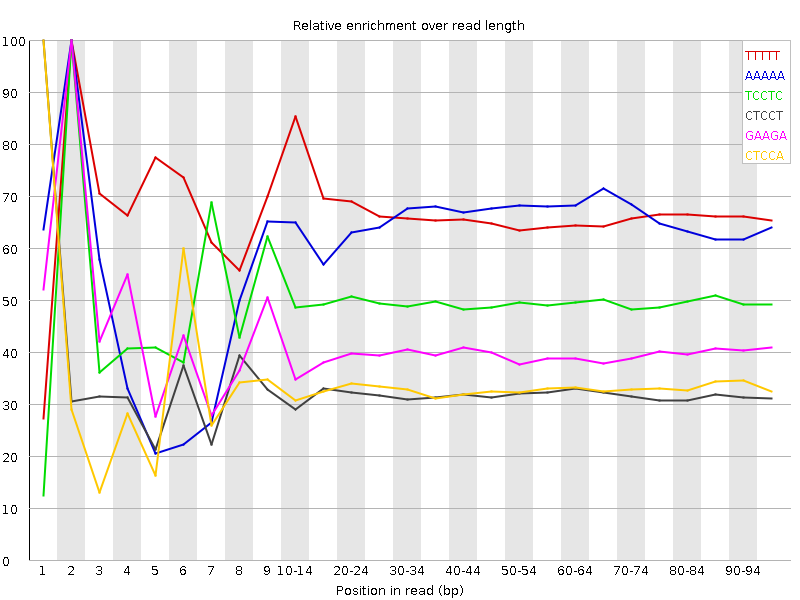 Relative enrichment over read length
100
90
80
70
60
50
40
30
20
10
0
TTTTT
AAAAA
TCCTC
CTCCT
GAAGA
CTCCA
1 2 3 4 5 6 7 8 9 10-14 20-24 30-34 40-44 50-54 60-64 70-74 80-84 90-94
Position in read (bp)